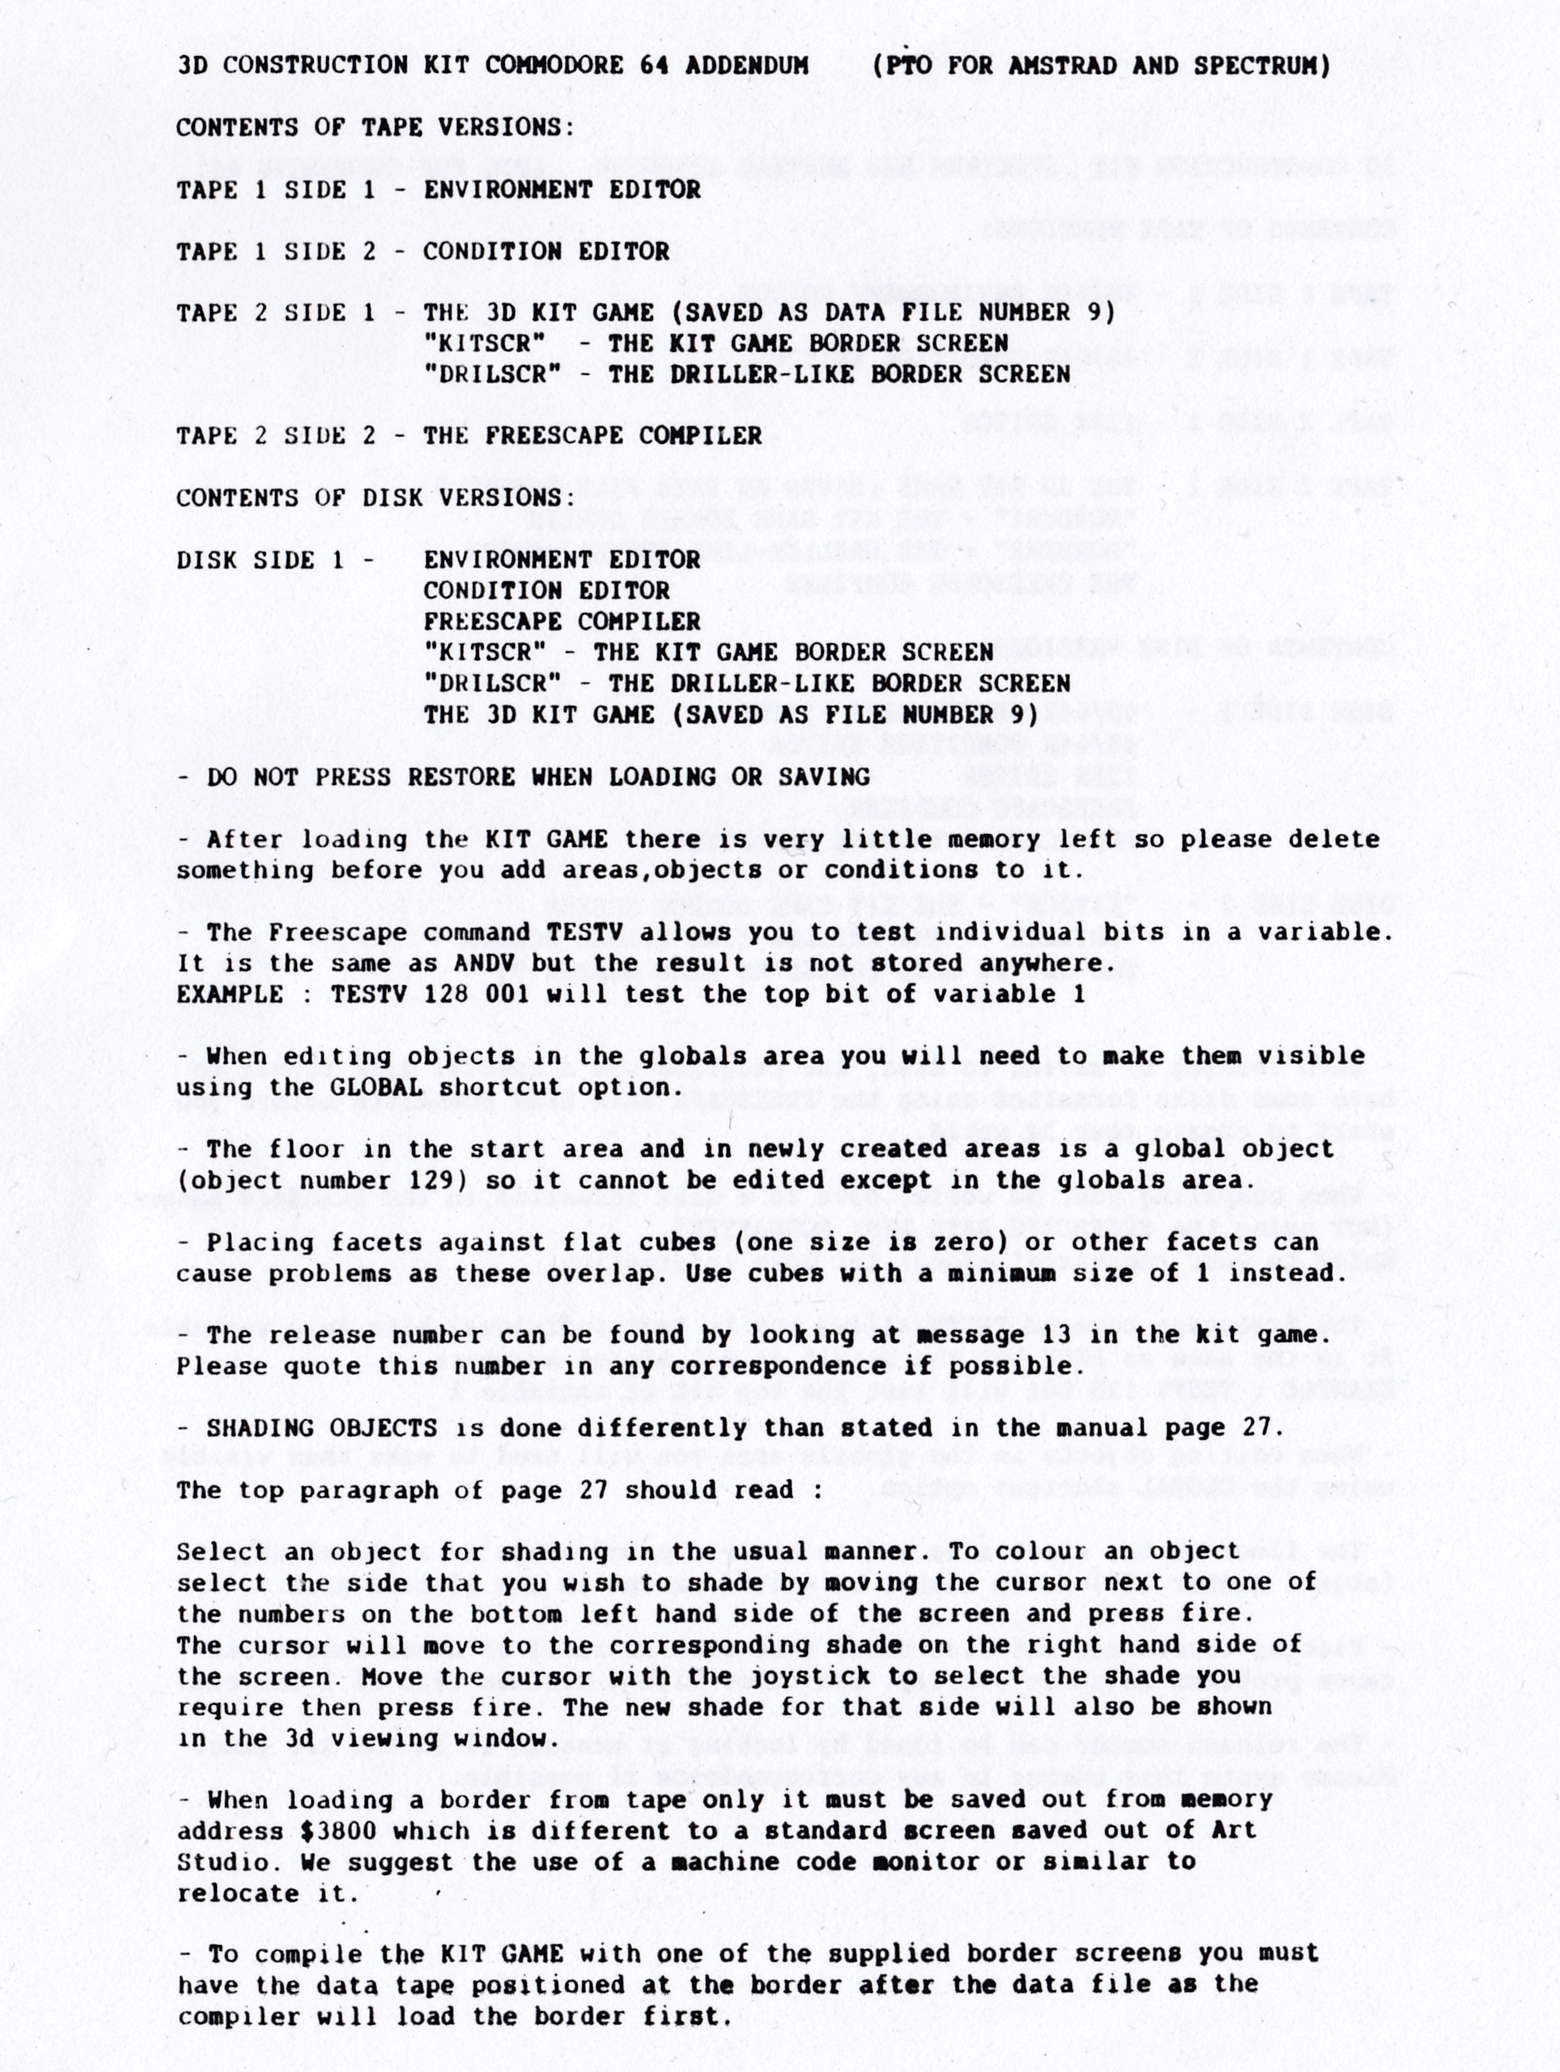 3D CONSTRUCTION KIT COMMODORE 64 ADDENDUM    (PTO FOR AMSTRAD AND SPECTRUM)
CONTENTS OF TAPE VERSIONS:
TAPE 1 SIDE 1 - ENVIRONMENT EDITOR
TAPE 1 SIDE 2 - CONDITION EDITOR
TAPE 2 SIDE 1 - THE 3D KIT GAME (SAVED AS DATA FILE NUMBER 9)
"KITSCR"  - THE KIT GAME BORDER SCREEN
"DRILSCR" - THE DRILLER-LIKE BORDER SCREEN
TAPE 2 SIDE 2 - THE FREESCAPE COMPILER
CONTENTS OF DISK VERSIONS:
DISK SIDE 1 -   ENVIRONMENT EDITOR
CONDITION EDITOR
FREESCAPE COMPILER
"KITSCR" - THE KIT GAME BORDER SCREEN
"DRILSCR" - THE DRILLER-LIKE BORDER SCREEN
THE 3D KIT GAME (SAVED AS FILE NUMBER 9)
- DO NOT PRESS RESTORE WHEN LOADING OR SAVING
- After loading the KIT GAME there is very little memory left so please delete
something before you add areas,objects or conditions to it.
- The Freescape command TESTV allows you to test individual bits in a variable.
It is the same as ANDV but the result is not stored anywhere.
EXAMPLE : TESTV 128 001 will test the top bit of variable 1
- When editing objects in the globals area you will need to make them visible
using the GLOBAL shortcut option.
- The floor in the start area and in newly created areas is a global object
(object number 129) so it cannot be edited except in the globals area.
- Placing facets against flat cubes (one size is zero) or other facets can
cause problems as these overlap. Use cubes with a minimum size of 1 instead.
- The release number can be found by looking at message 13 in the kit game.
Please quote this number in any correspondence if possible.
- SHADING OBJECTS is done differently than stated in the manual page 27.
The top paragraph of page 27 should read :
Select an object for shading in the usual manner. To colour an object
select the side that you wish to shade by moving the cursor next to one of
the numbers on the bottom left hand side of the screen and press fire.
The cursor will move to the corresponding shade on the right hand side of
the screen. Move the cursor with the joystick to select the shade you
require then press fire. The new shade for that side will also be shown
in the 3d viewing window.
- When loading a border from tape only it must be saved out from memory
address $3800 which is different to a standard screen saved out of Art
Studio. We suggest the use of a machine code monitor or similar to
relocate it.
- To compile the KIT GAME with one of the supplied border screens you must
have the data tape positioned at the border after the data file as the
compiler will load the border first.